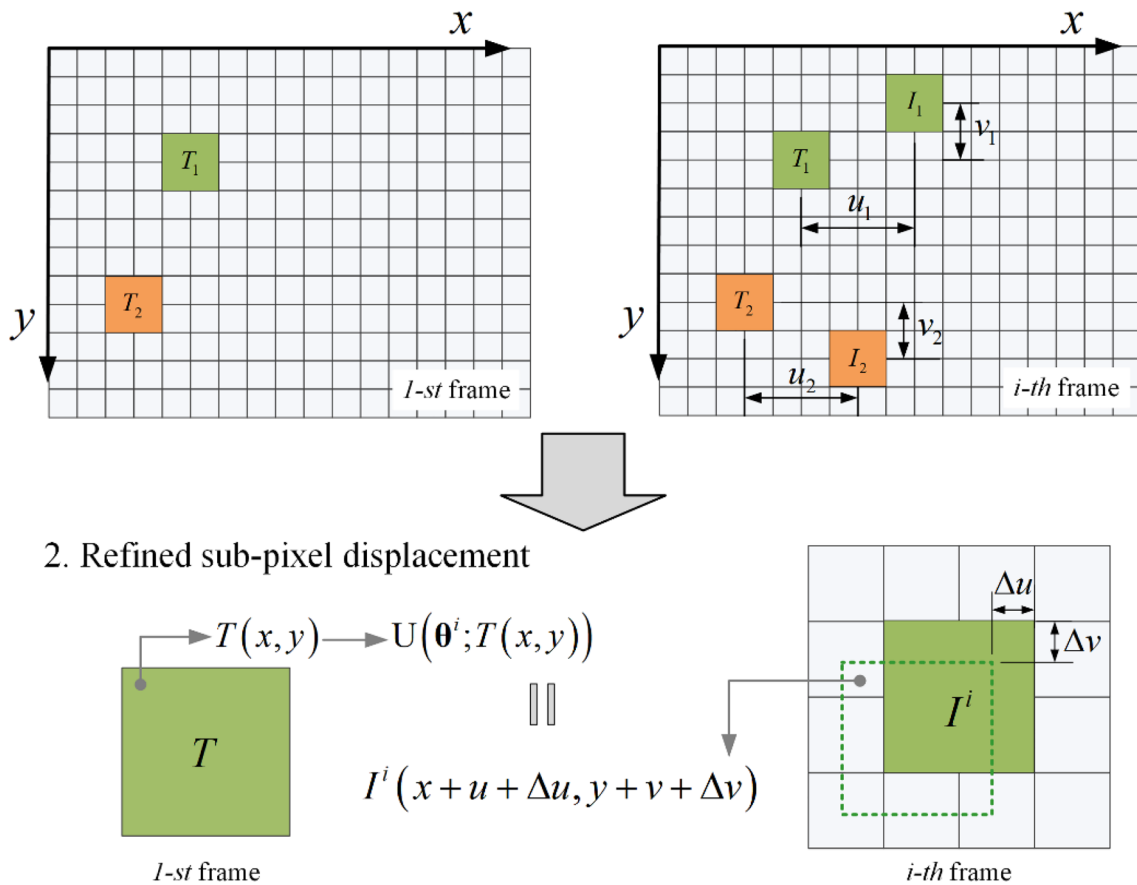 x
x
T₁
I₁
v₁
T₁
u₁
T₂
y
1-st frame
T₂
y
v₂
I₂
u₂
i-th frame
2. Refined sub-pixel displacement
T(x, y)
U(θⁱ; T(x, y))
Δu
Δv
T
Iⁱ
Iⁱ(x + u + Δu, y + v + Δv)
1-st frame
i-th frame